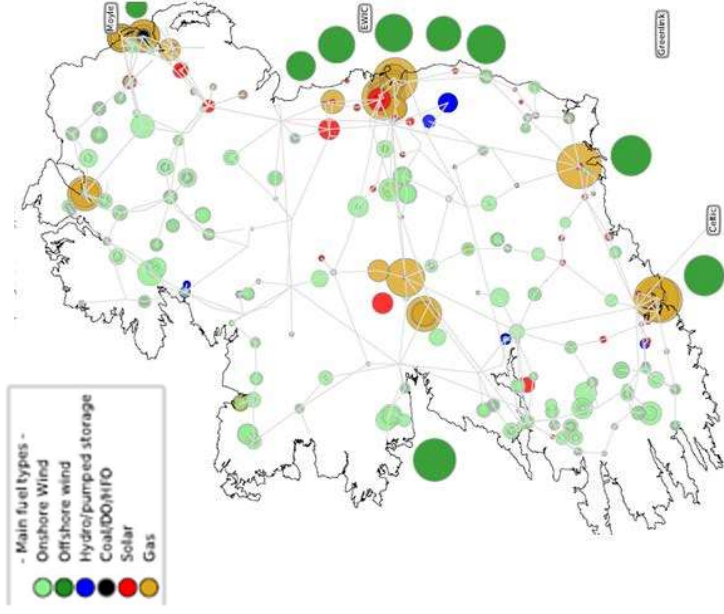 Moyle
EWIC
Greenlink
Celtic
- Main fuel types -
Onshore Wind
Offshore wind
Hydro/pumped storage
Coal/DO/HFO
Solar
Gas